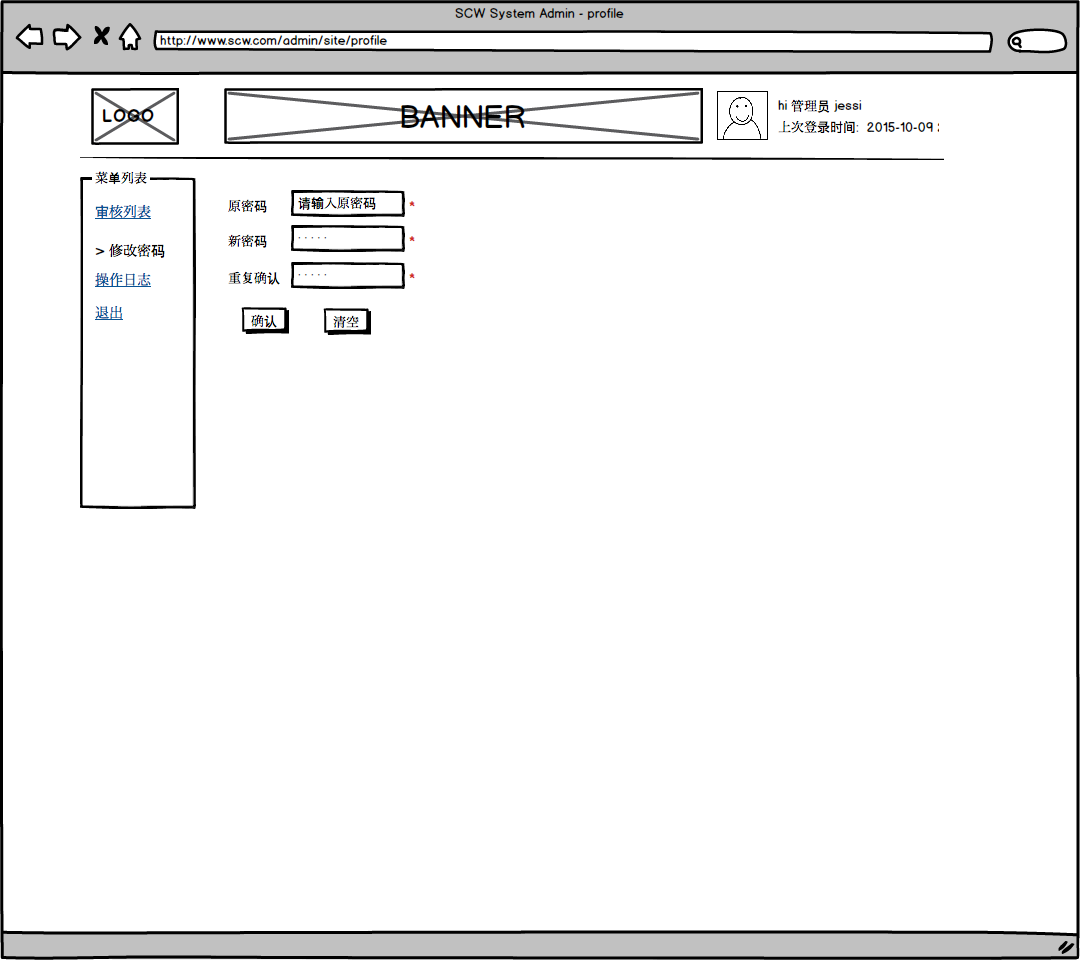 SCW System Admin - profile
http://www.scw.com/admin/site/profile
LOGO
BANNER
hi 管理员 jessi
上次登录时间: 2015-10-09 :
菜单列表
审核列表
> 修改密码
操作日志
退出
原密码 请输入原密码 *
新密码 ····· *
重复确认 ····· *
确认 清空